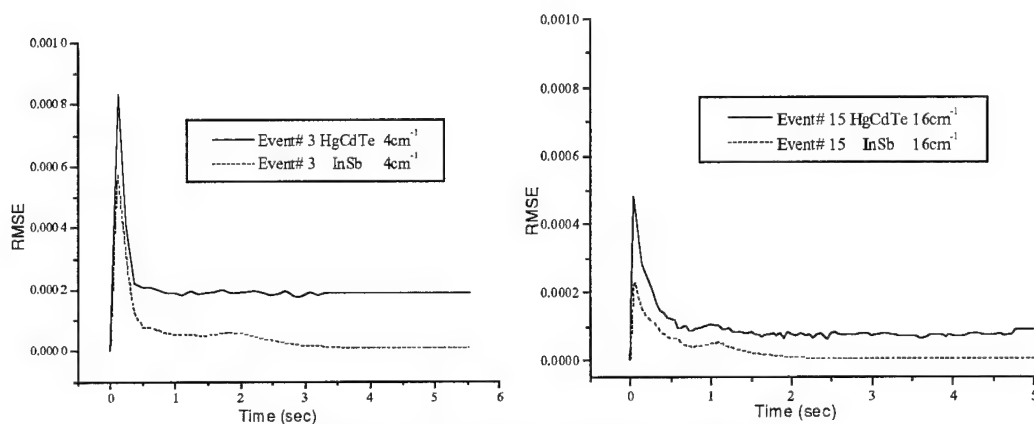 0.0010
0.0008
0.0006
0.0004
0.0002
0.0000
RMSE
Event# 3 HgCdTe 4cm⁻¹
Event# 3 InSb 4cm⁻¹
0 1 2 3 4 5 6
Time (sec)
0.0010
0.0008
0.0006
0.0004
0.0002
0.0000
RMSE
Event# 15 HgCdTe 16cm⁻¹
Event# 15 InSb 16cm⁻¹
0 1 2 3 4 5
Time (sec)